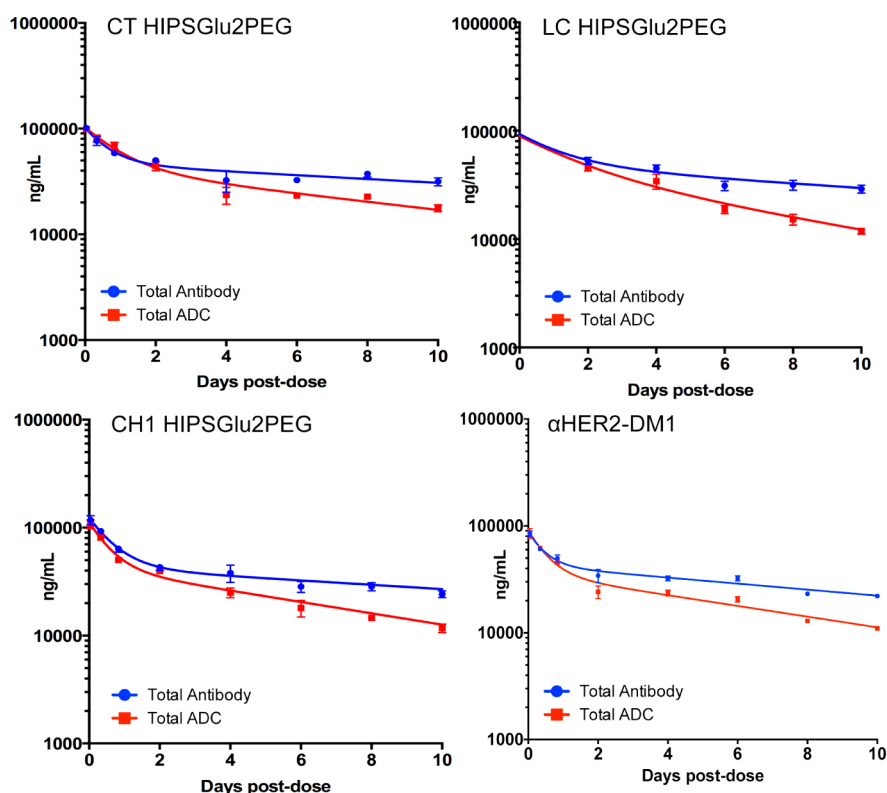 CT HIPSGlu2PEG
1000000
100000
10000
1000
ng/mL
Total Antibody
Total ADC
0 2 4 6 8 10
Days post-dose
LC HIPSGlu2PEG
1000000
100000
10000
1000
ng/mL
Total Antibody
Total ADC
0 2 4 6 8 10
Days post-dose
CH1 HIPSGlu2PEG
1000000
100000
10000
1000
ng/mL
Total Antibody
Total ADC
0 2 4 6 8 10
Days post-dose
αHER2-DM1
1000000
100000
10000
1000
ng/mL
Total Antibody
Total ADC
0 2 4 6 8 10
Days post-dose